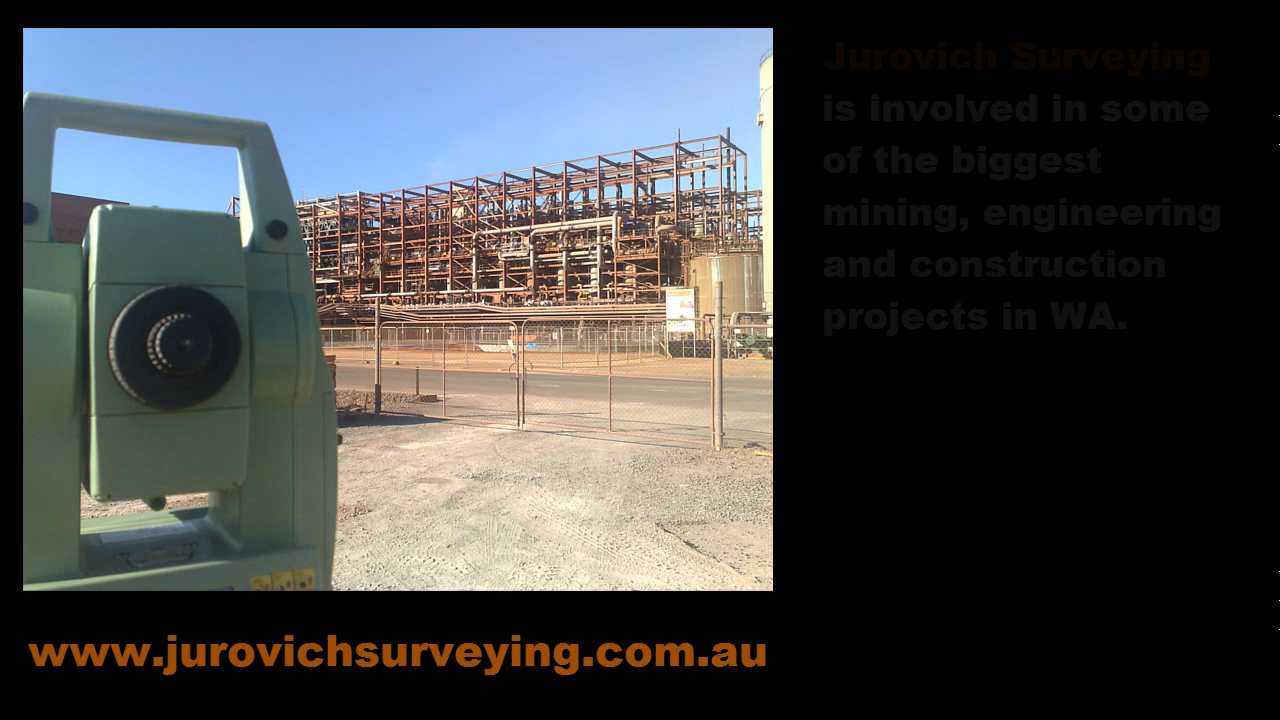 Jurovich Surveying
is involved in some
of the biggest
mining, engineering
and construction
projects in WA.
www.jurovichsurveying.com.au